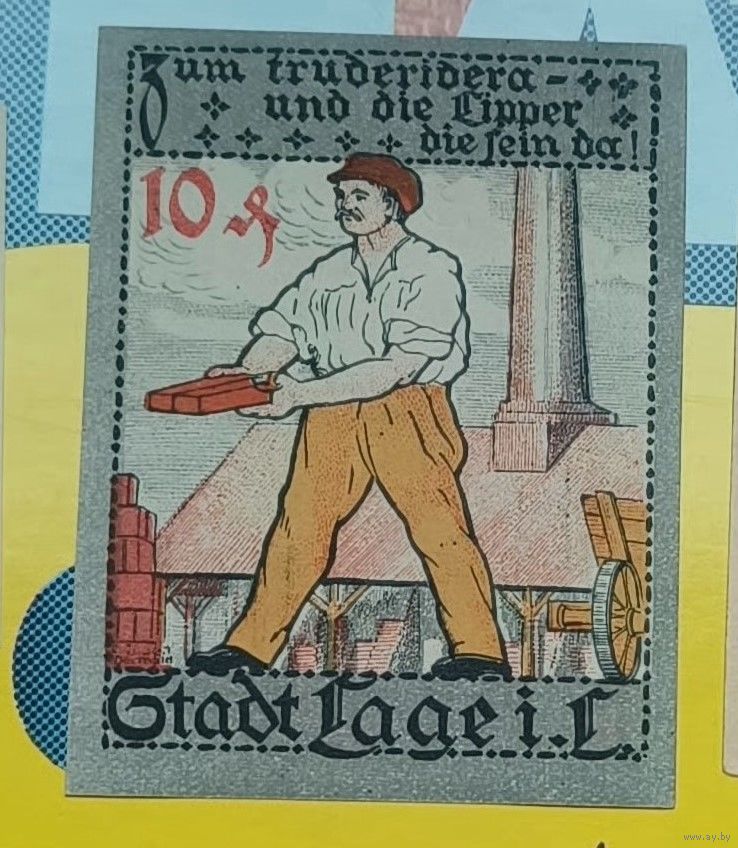 Zum truderidera-
und die Lipper
die sein da!
10 ₰
Stadt Lage i. L.
www.ay.by